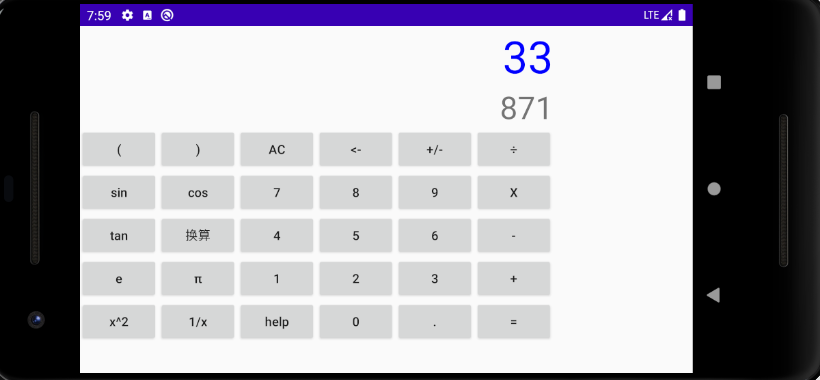 7:59 LTE
33
871
( ) AC <- +/- ÷
sin cos 7 8 9 X
tan 换算 4 5 6 -
e π 1 2 3 +
x^2 1/x help 0 . =